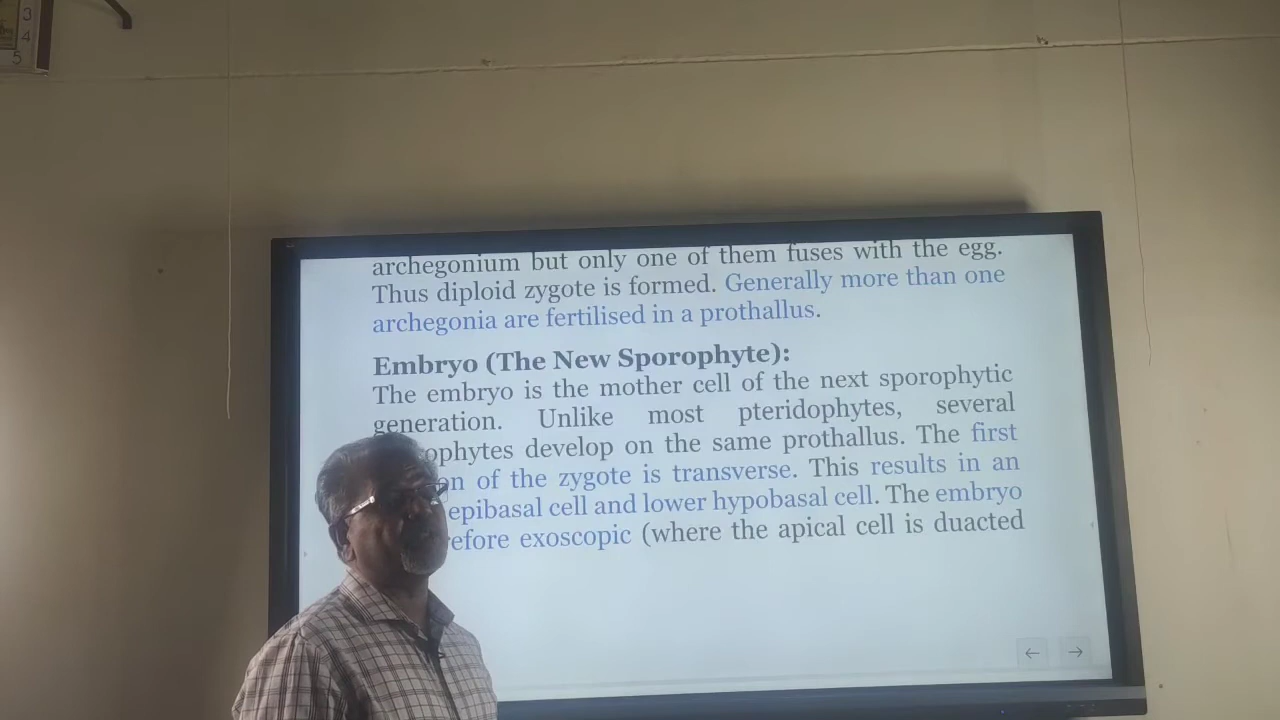 3
4
5
archegonium but only one of them fuses with the egg.
Thus diploid zygote is formed. Generally more than one
archegonia are fertilised in a prothallus.
Embryo (The New Sporophyte):
The embryo is the mother cell of the next sporophytic
generation. Unlike most pteridophytes, several
ophytes develop on the same prothallus. The first
on of the zygote is transverse. This results in an
epibasal cell and lower hypobasal cell. The embryo
efore exoscopic (where the apical cell is duacted